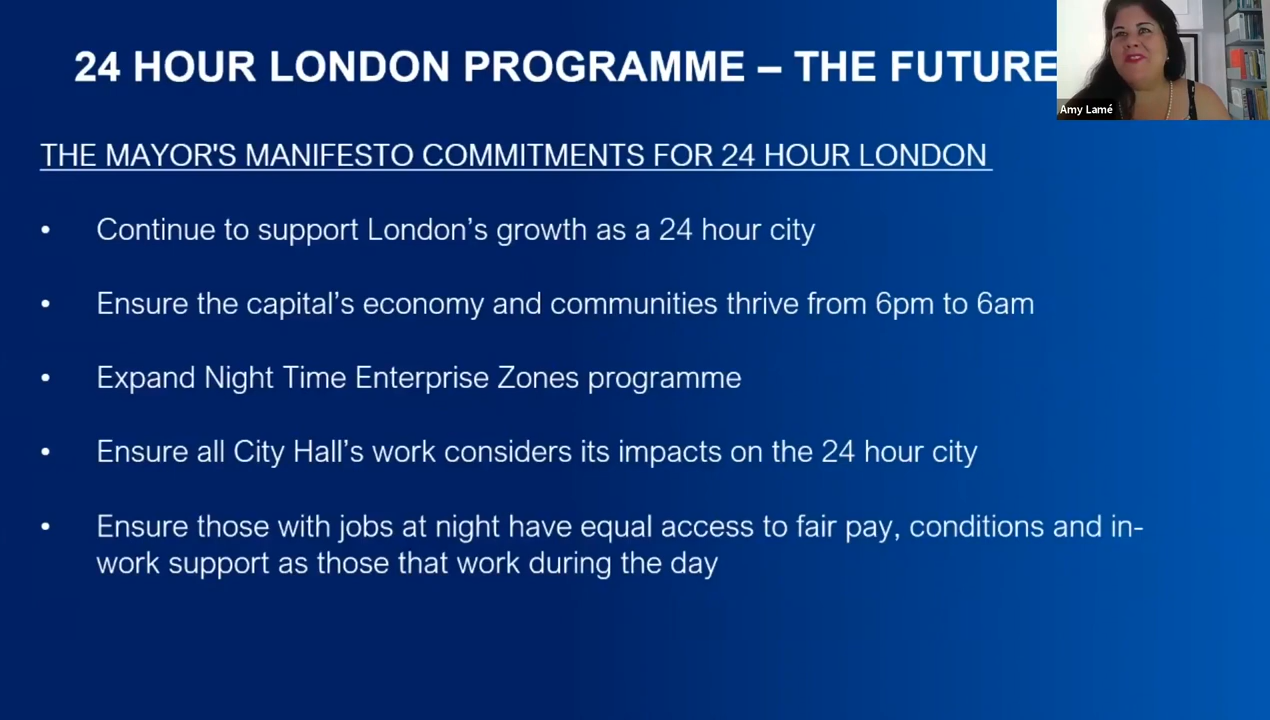 24 HOUR LONDON PROGRAMME – THE FUTURE
Amy Lamé
THE MAYOR'S MANIFESTO COMMITMENTS FOR 24 HOUR LONDON
• Continue to support London’s growth as a 24 hour city
• Ensure the capital’s economy and communities thrive from 6pm to 6am
• Expand Night Time Enterprise Zones programme
• Ensure all City Hall’s work considers its impacts on the 24 hour city
• Ensure those with jobs at night have equal access to fair pay, conditions and in-
work support as those that work during the day